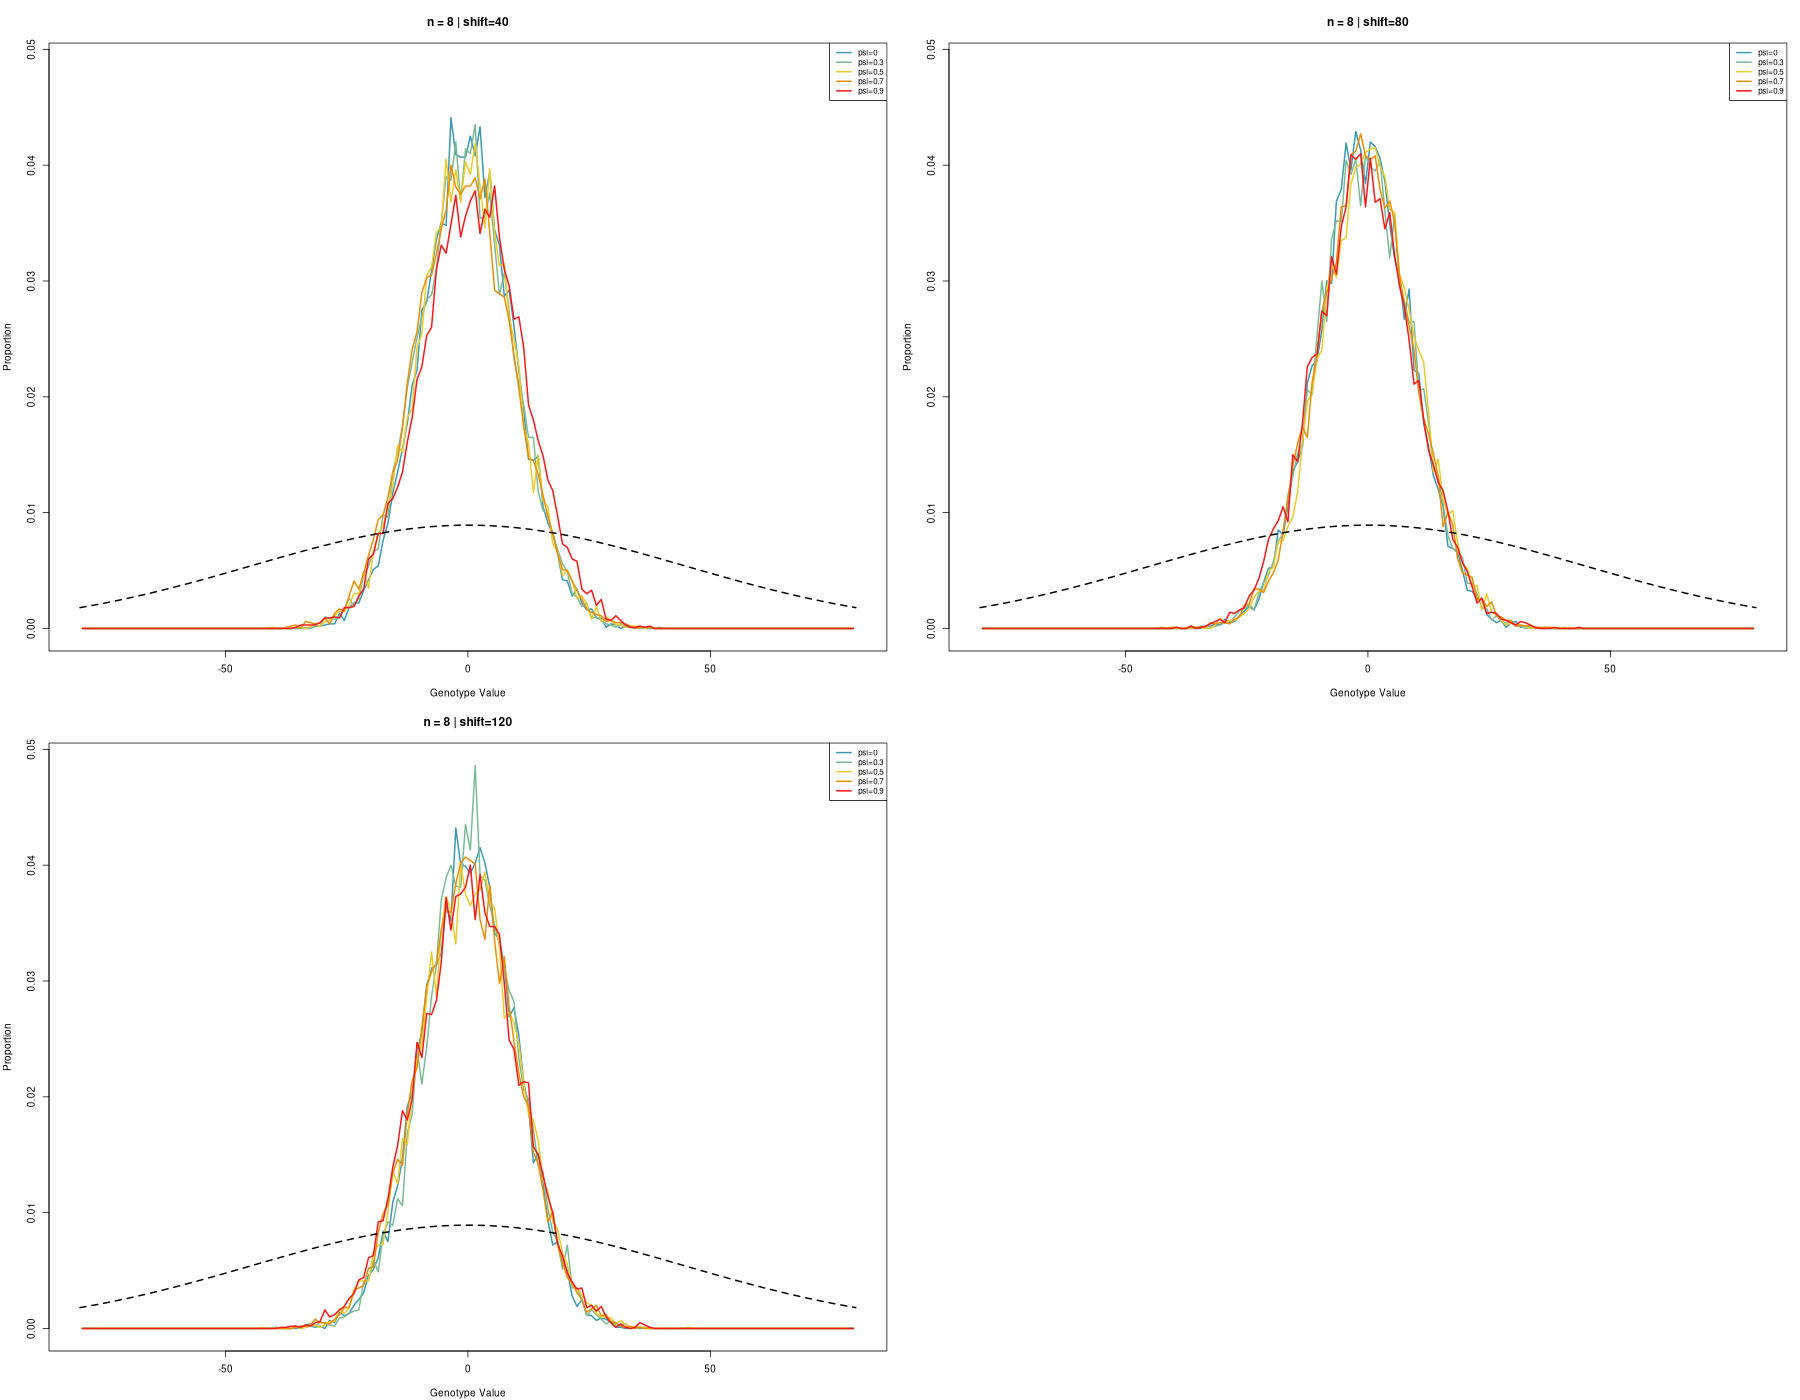 n = 8 | shift=40
psi=0
psi=0.3
psi=0.5
psi=0.7
psi=0.9
Proportion
0.00
0.01
0.02
0.03
0.04
0.05
-50
0
50
Genotype Value
n = 8 | shift=80
psi=0
psi=0.3
psi=0.5
psi=0.7
psi=0.9
Proportion
0.00
0.01
0.02
0.03
0.04
0.05
-50
0
50
Genotype Value
n = 8 | shift=120
psi=0
psi=0.3
psi=0.5
psi=0.7
psi=0.9
Proportion
0.00
0.01
0.02
0.03
0.04
0.05
-50
0
50
Genotype Value